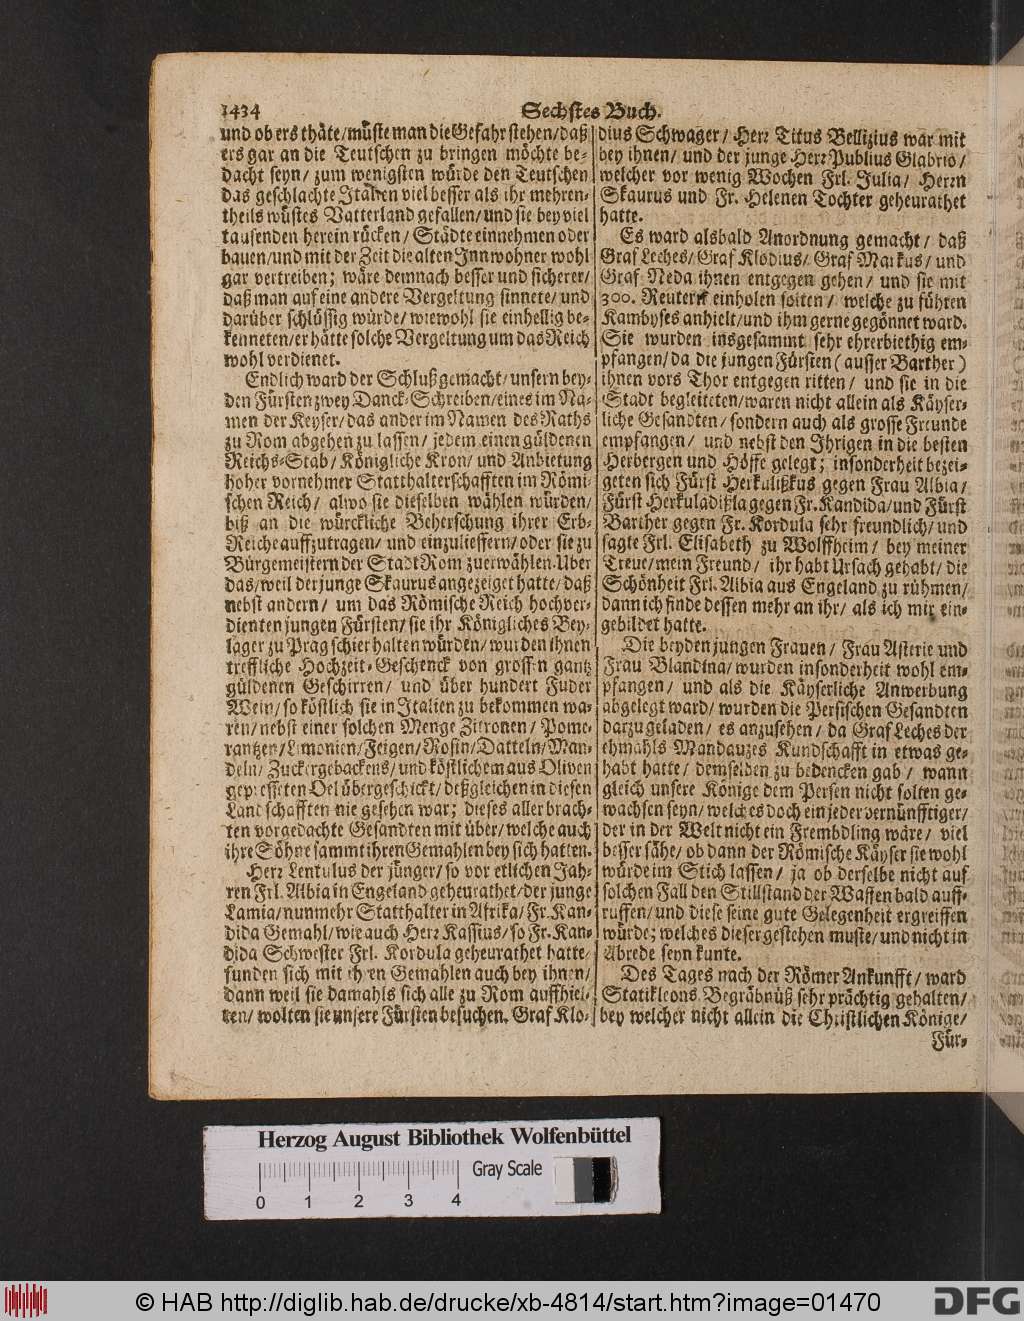 1434
Sechstes Buch.
und ob ers thäte/ müste man die Gefahr stehen/ daß
ers gar an die Teutschen zu bringen möchte be-
dacht seyn/ zum wenigsten würde den Teutschen
das geschlachte Italien viel besser als ihr mehren-
theils wüstes Vatterland gefallen/ und sie bey viel
tausenden herein rücken/ Städte einnehmen oder
bauen/ und mit der Zeit die alten Innwohner wohl
gar vertreiben; wäre demnach besser und sicherer/
daß man auf eine andere Vergeltung sinnete/ und
darüber schlüssig würde/ wiewohl sie einhellig be-
kenneten/ er hätte solche Vergeltung um das Reich
wohl verdienet.
Endlich ward der Schluß gemacht/ unsern bey-
den Fürsten zwey Danck-Schreiben/ eines im Na-
men der Keyser/ das ander im Namen des Raths
zu Rom abgehen zu lassen/ jedem einen güldenen
Reichs-Stab/ Königliche Kron/ und Anbietung
hoher vornehmer Statthalterschafften im Römi-
schen Reich/ alwo sie dieselben wählen würden/
biß an die würckliche Beherschung ihrer Erb-
Reiche auffzutragen/ und einzulieffern/ oder sie zu
Bürgemeistern der Stadt Rom zuerwählen. Uber
das/ weil der junge Skaurus angezeiget hatte/ daß
nebst andern/ um das Römische Reich hochver-
dienten jungen Fürsten/ sie ihr Königliches Bey-
lager zu Prag schier halten würden/ wurden ihnen
treffliche Hochzeit-Geschenck von grossen gantz
güldenen Geschirren/ und über hundert Fuder
Wein/ so köstlich sie in Italien zu bekommen wa-
ren/ nebst einer solchen Menge Zitronen/ Pome-
rantzen/ Limonien/ Feigen/ Rosin/ Datteln/ Man-
deln/ Zuckergebackens/ und köstlichem aus Oliven
gepresseten Oel übergeschickt/ deßgleichen in diesen
Landschafften nie gesehen war; dieses aller brach-
ten vorgedachte Gesandten mit über/ welche auch
ihre Söhne sammt ihren Gemahlen bey sich hatten.
Herr Lentulus der jünger/ so vor etlichen Jah-
ren Frl. Albia in Engeland geheurathet/ der junge
Lamia/ nunmehr Statthalter in Afrika/ Fr. Kan-
dida Gemahl/ wie auch Herr Kassius/ so Fr. Kan-
dida Schwester Frl. Kordula geheurathet hatte/
funden sich mit ihren Gemahlen auch bey ihnen/
dann weil sie damahls sich alle zu Rom auffhiel-
ten/ wolten sie unsere Fürsten besuchen. Graf Klo-
dius Schwager/ Herr Titus Bellizius war mit
bey ihnen/ und der junge Herr Publius Glabrio/
welcher vor wenig Wochen Frl. Julia/ Herrn
Skaurus und Fr. Helenen Tochter geheurathet
hatte.
Es ward alsbald Anordnung gemacht/ daß
Graf Leches/ Graf Klodius/ Graf Markus/ und
Graf Neda ihnen entgegen gehen/ und sie mit
300. Reutern einholen solten/ welche zu führen
Kambyses anhielt/ und ihm gerne gegönnet ward.
Sie wurden insgesammt sehr ehrerbiethig em-
pfangen/ da die jungen Fürsten (ausser Barther)
ihnen vors Thor entgegen ritten/ und sie in die
Stadt begleiteten/ waren nicht allein als Käyser-
liche Gesandten/ sondern auch als grosse Freunde
empfangen/ und nebst den Ihrigen in die besten
Herbergen und Höffe gelegt; insonderheit bezei-
geten sich Fürst Herkulißkus gegen Frau Albia/
Fürst Herkuladißla gegen Fr. Kandida/ und Fürst
Barther gegen Fr. Kordula sehr freundlich/ und
sagte Frl. Elisabeth zu Wolffheim/ bey meiner
Treue/ mein Freund/ ihr habt Ursach gehabt/ die
Schönheit Frl. Albia aus Engeland zu rühmen/
dann ich finde dessen mehr an ihr/ als ich mir ein-
gebildet hatte.
Die beyden jungen Frauen/ Frau Asterie und
Frau Blandina/ wurden insonderheit wohl em-
pfangen/ und als die Käyserliche Anwerbung
abgelegt ward/ wurden die Persischen Gesandten
darzu geladen/ es anzusehen/ da Graf Leches der
ehmahls Mandauzes Kundschafft in etwas ge-
habt hatte/ demselben zu bedencken gab/ wann
gleich unsere Könige dem Persen nicht solten ge-
wachsen seyn/ welches doch ein jeder vernünfftiger/
der in der Welt nicht ein Frembdling wäre/ viel
besser sähe/ ob dann der Römische Käyser sie wohl
würde im Stich lassen/ ja ob derselbe nicht auf
solchen Fall den Stillstand der Waffen bald auff-
ruffen/ und diese seine gute Gelegenheit ergreiffen
würde; welches dieser gestehen muste/ und nicht in
Abrede seyn kunte.
Des Tages nach der Römer Ankunfft/ ward
Statikleons Begräbnüß sehr prächtig gehalten/
bey welcher nicht allein die Christlichen Könige/
Für-
Herzog August Bibliothek Wolfenbüttel
Gray Scale
0 1 2 3 4
© HAB http://diglib.hab.de/drucke/xb-4814/start.htm?image=01470
DFG